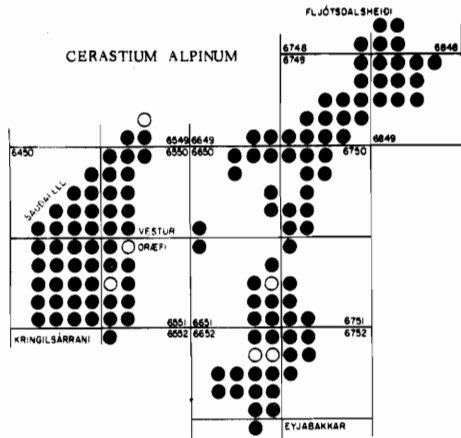 FLJÓTSDALSHEIÐI
CERASTIUM ALPINUM
6748 6848
6749
6549 6649 6849
6450 6550 6650 6750
VESTUR
ÖRÆFI
6551 6651 6751
KRINGILSÁRRANI 6552 6652 6752
EYJABAKKAR